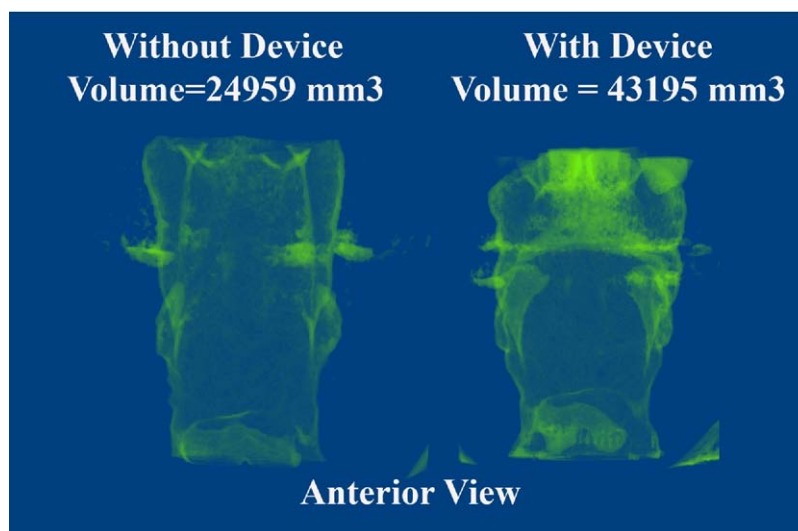 Without Device
Volume=24959 mm3
With Device
Volume = 43195 mm3
Anterior View